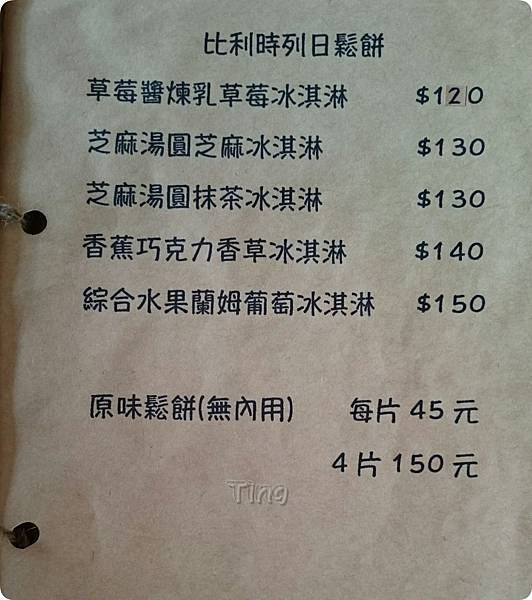 比利時列日鬆餅
草莓醬煉乳草莓冰淇淋 $120
芝麻湯圓芝麻冰淇淋 $130
芝麻湯圓抹茶冰淇淋 $130
香蕉巧克力香草冰淇淋 $140
綜合水果蘭姆葡萄冰淇淋 $150
原味鬆餅(無內用) 每片 45 元
4 片 150 元
Ting